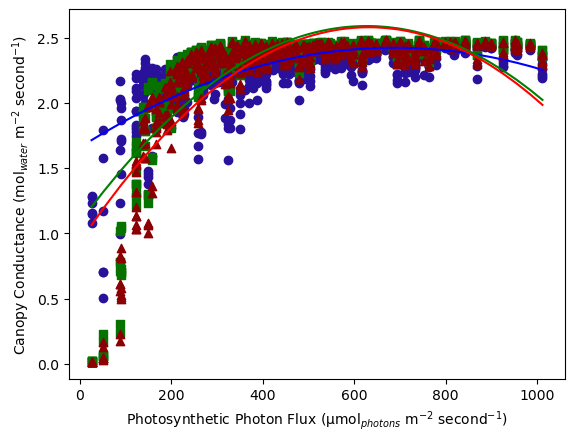 2.5
2.0
1.5
1.0
0.5
0.0
Canopy Conductance (mol_water m⁻² second⁻¹)
0 200 400 600 800 1000
Photosynthetic Photon Flux (µmol_photons m⁻² second⁻¹)